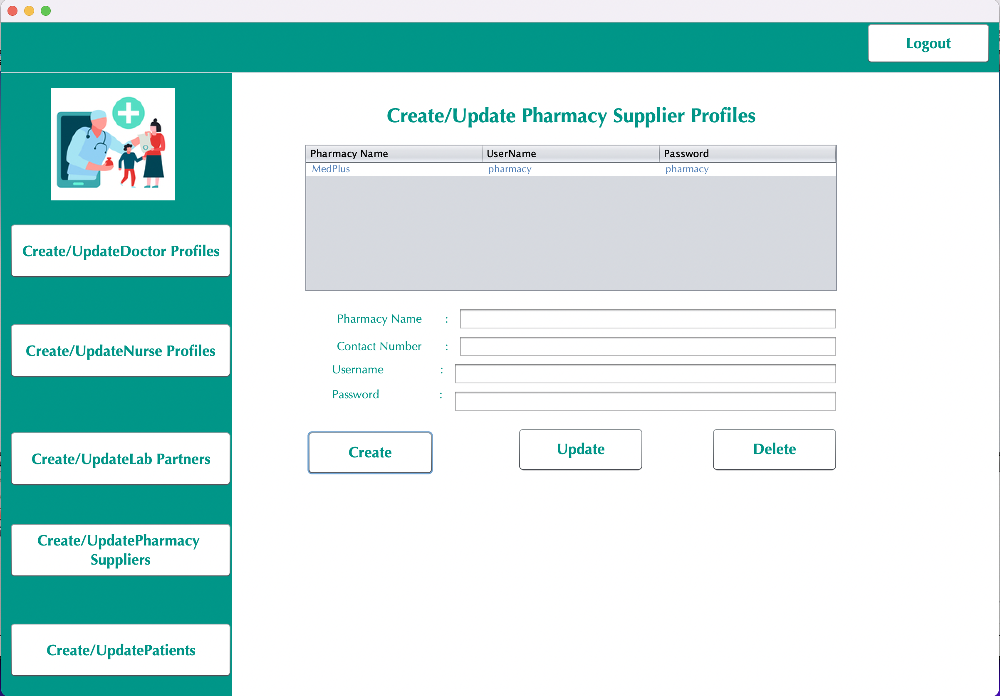 Logout
Create/UpdateDoctor Profiles
Create/UpdateNurse Profiles
Create/UpdateLab Partners
Create/UpdatePharmacy
Suppliers
Create/UpdatePatients
Create/Update Pharmacy Supplier Profiles
Pharmacy Name UserName Password
MedPlus pharmacy pharmacy
Pharmacy Name :
Contact Number :
Username :
Password :
Create Update Delete